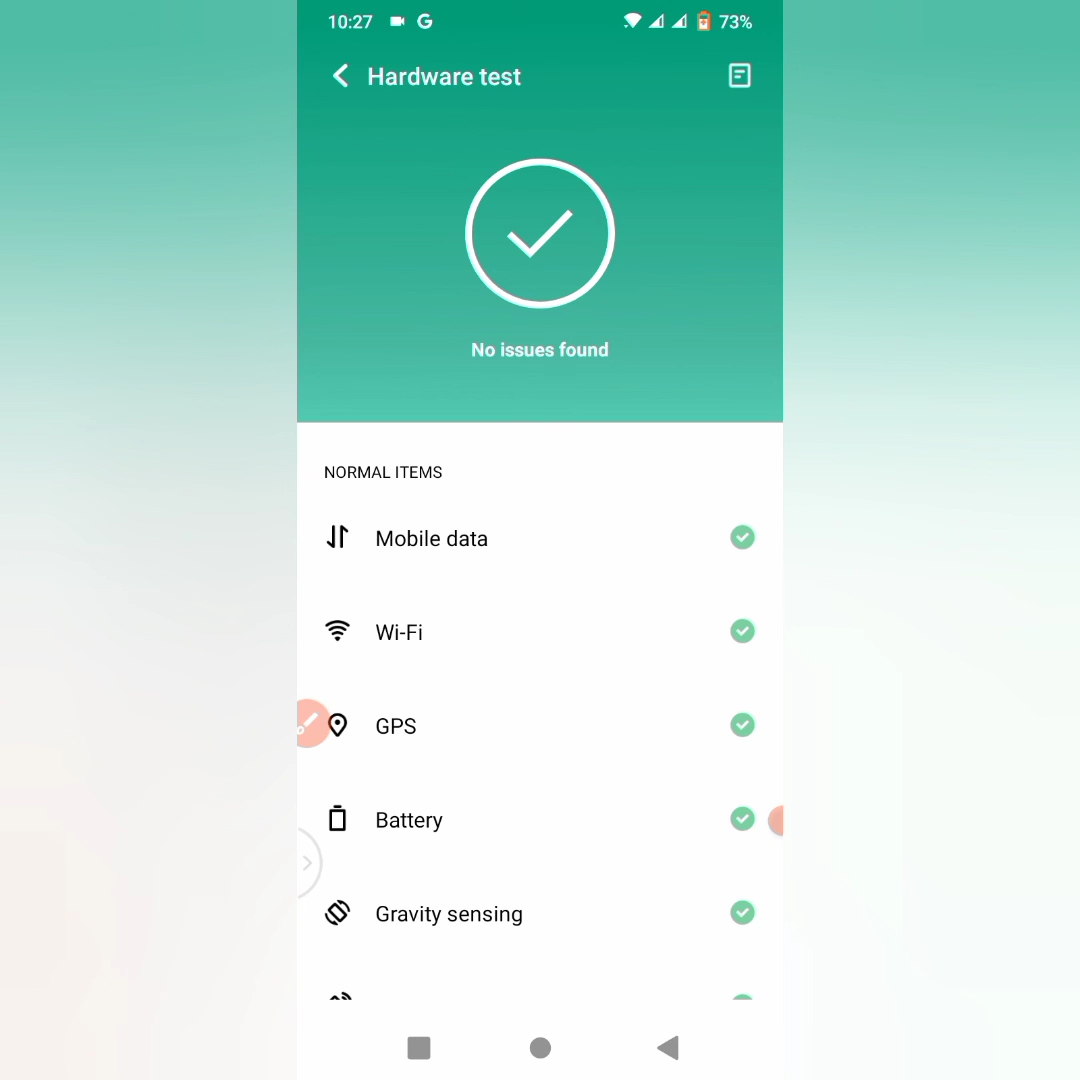 10:27 G 73%
Hardware test
No issues found
NORMAL ITEMS
Mobile data
Wi-Fi
GPS
Battery
Gravity sensing